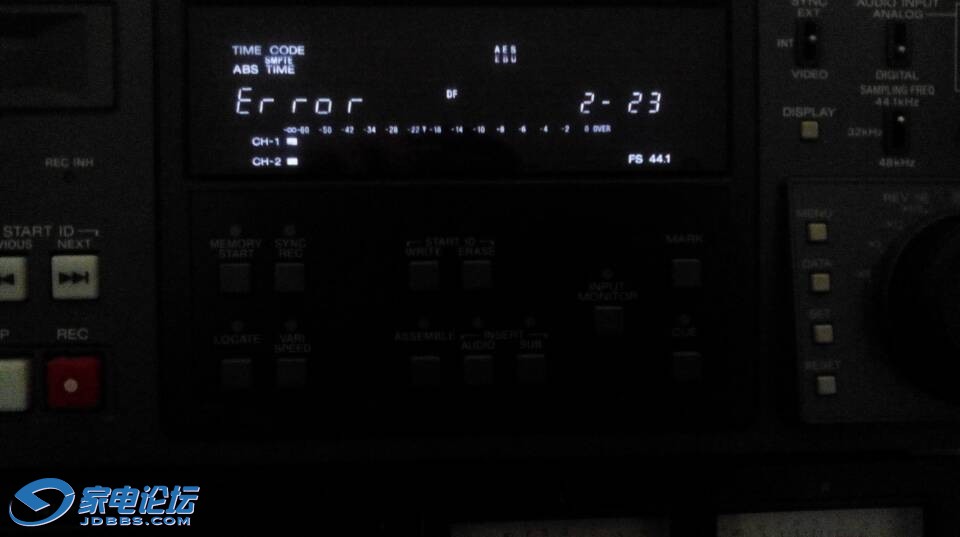 SYNC
EXT
INT
VIDEO
AUDIO INPUT
ANALOG
DIGITAL
SAMPLING FREQ
44.1kHz
32kHz
48kHz
DISPLAY
TIME CODE
SMPTE
ABS TIME
AES
EBU
Error
DF
2-23
-∞ -60 -50 -42 -34 -28 -22 ▼ -18 -14 -10 -8 -6 -4 -2 0 OVER
CH-1
CH-2
FS 44.1
REC INH
START ID
NEXT
REC
MEMORY
START
SYNC
REC
START ID
WRITE ERASE
MARK
INPUT
MONITOR
LOCATE
VARI
SPEED
ASSEMBLE
INSERT
AUDIO SUB
CUE
MENU
DATA
SET
RESET
REV
家电论坛
JDBBS.COM